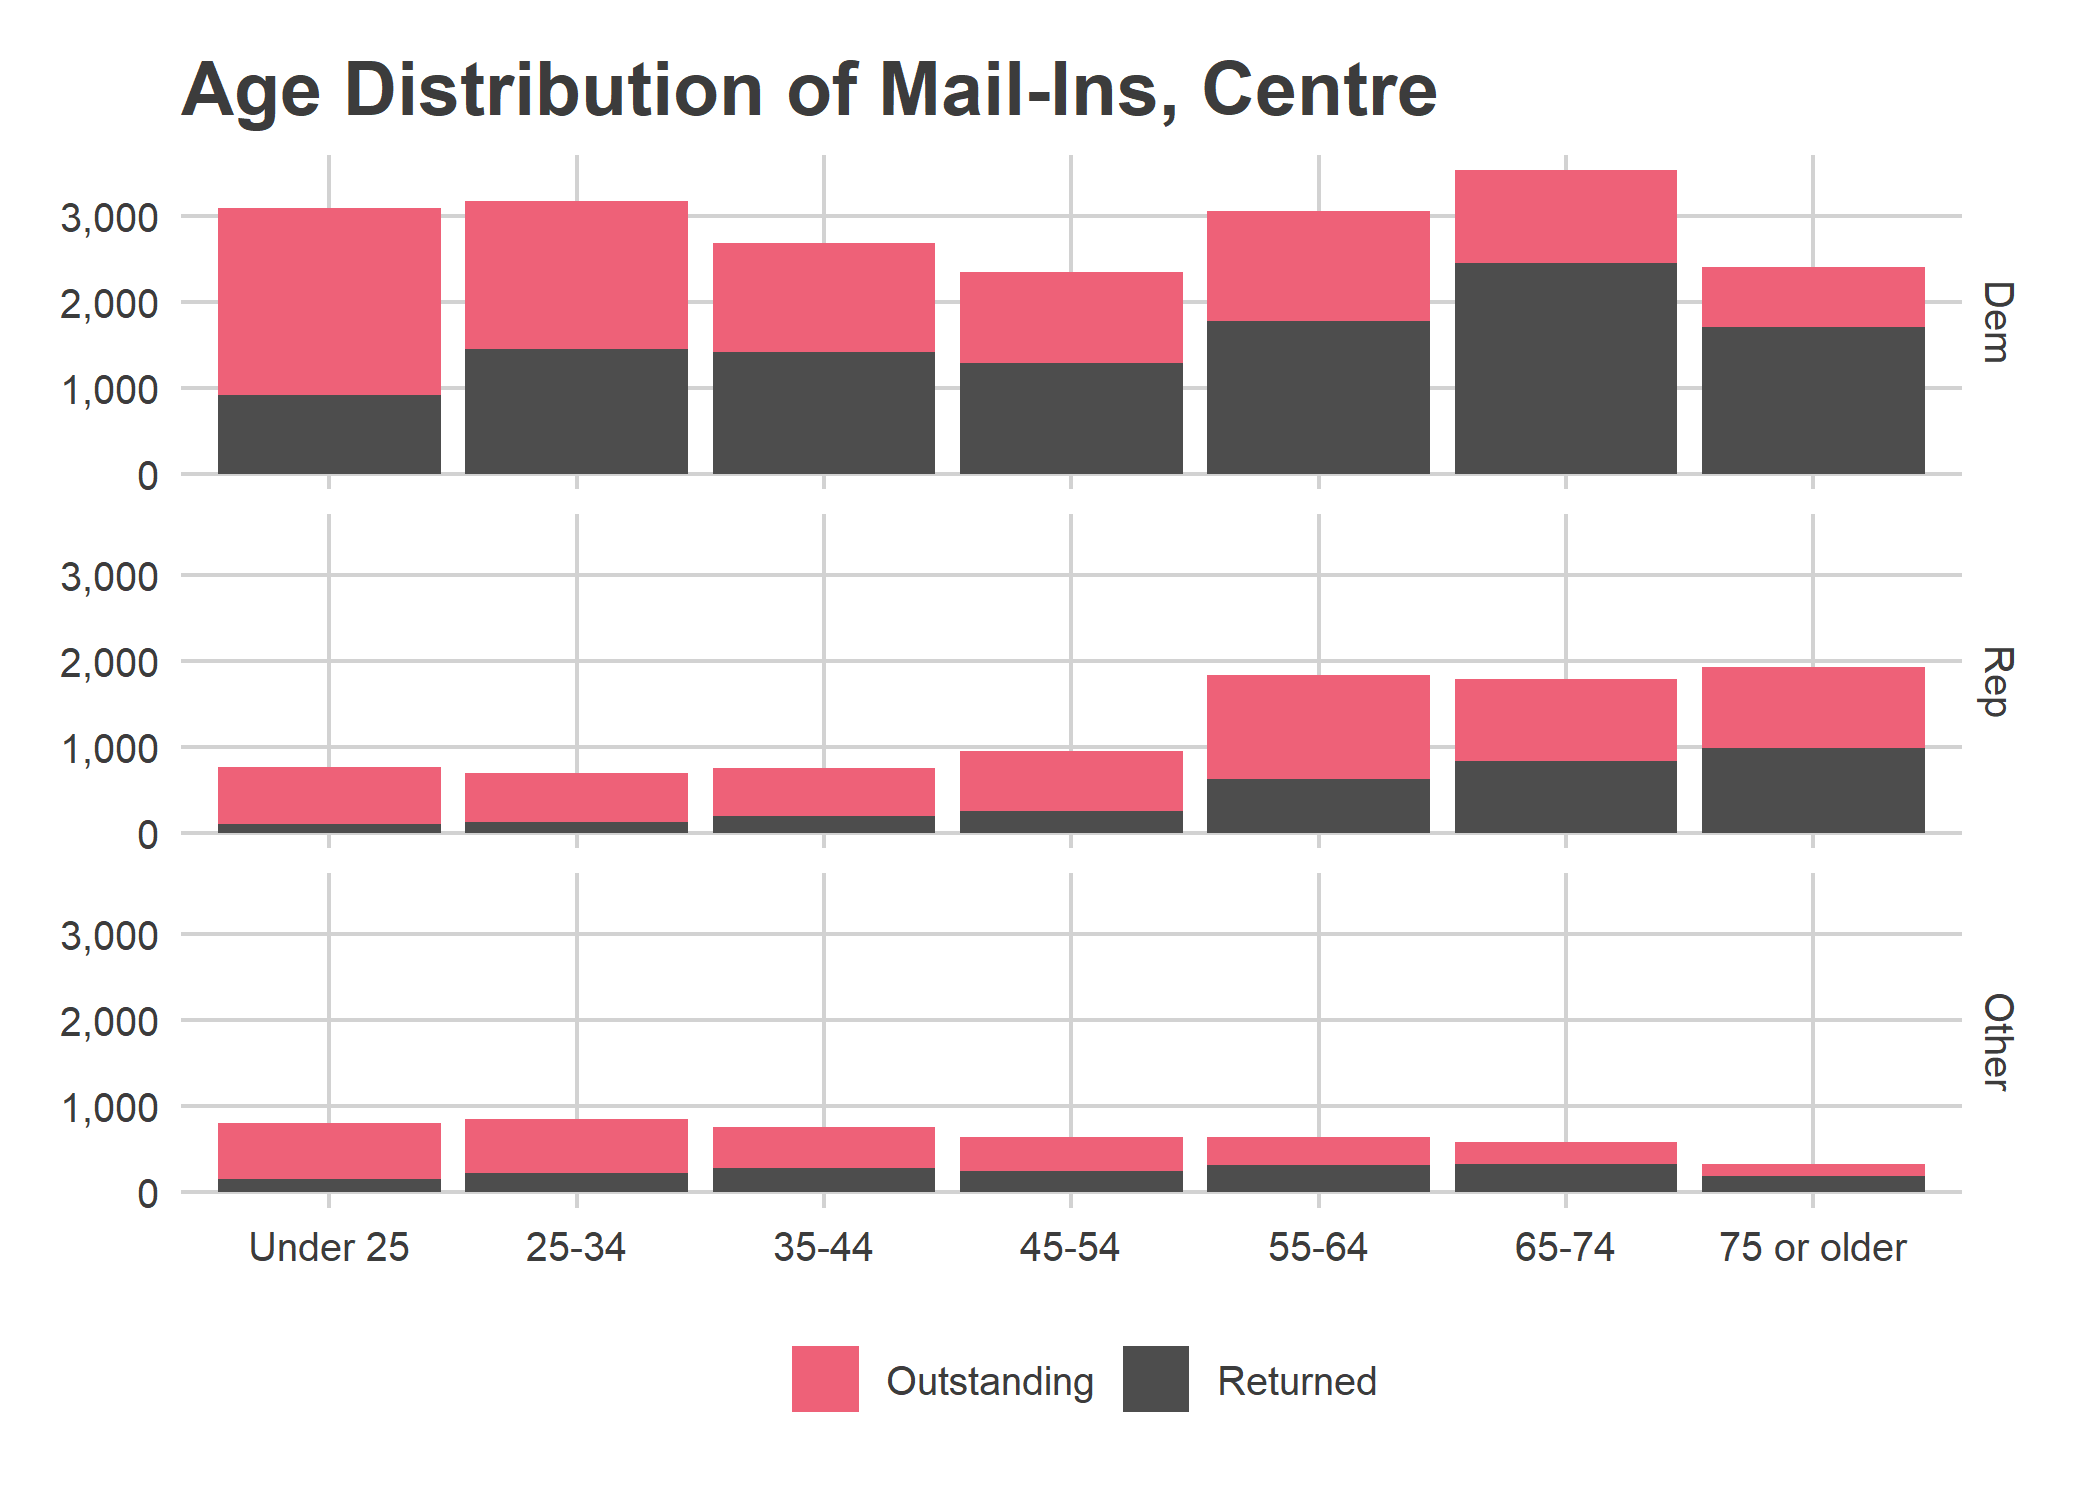 Age Distribution of Mail-Ins, Centre
3,000
2,000
1,000
0
Dem
3,000
2,000
1,000
0
Rep
3,000
2,000
1,000
0
Other
Under 25 25-34 35-44 45-54 55-64 65-74 75 or older
Outstanding Returned